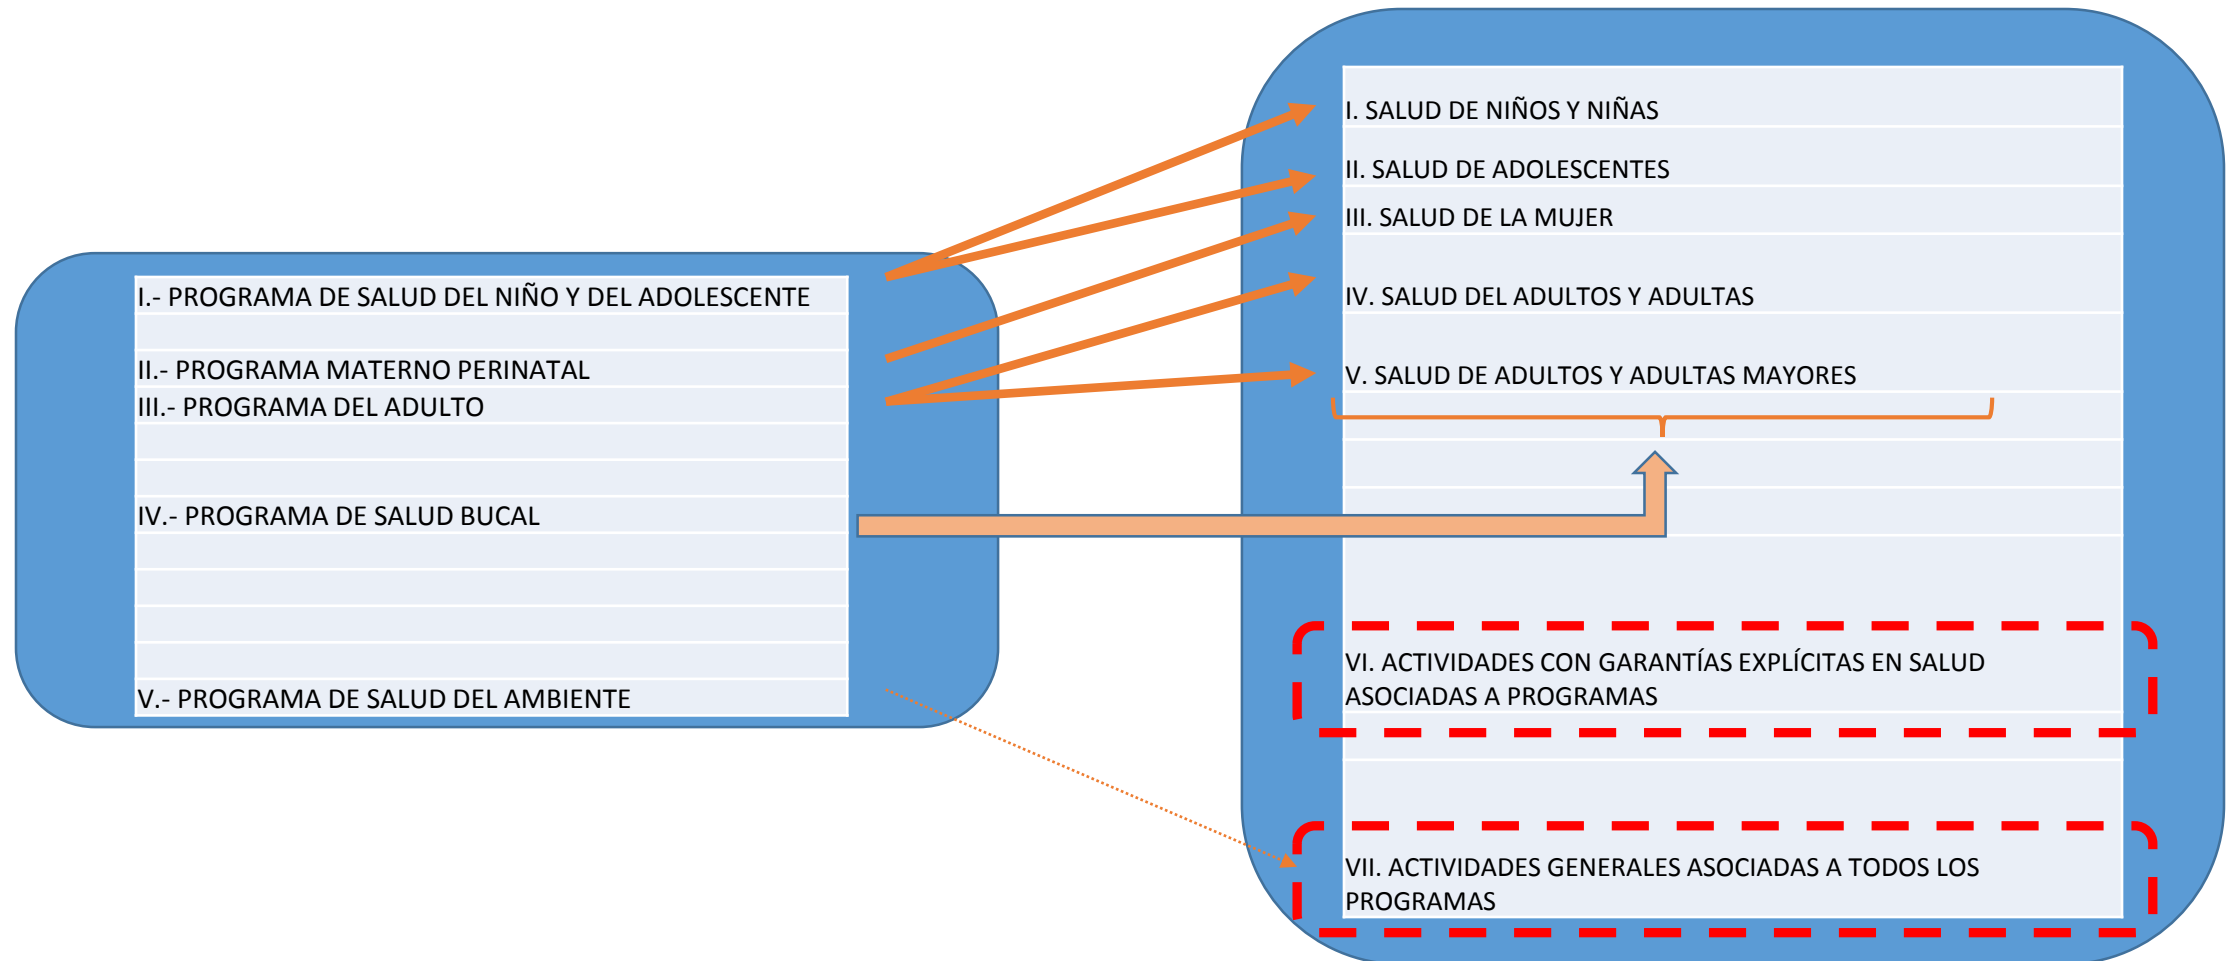 I.- PROGRAMA DE SALUD DEL NIÑO Y DEL ADOLESCENTE
II.- PROGRAMA MATERNO PERINATAL
III.- PROGRAMA DEL ADULTO
IV.- PROGRAMA DE SALUD BUCAL
V.- PROGRAMA DE SALUD DEL AMBIENTE
I. SALUD DE NIÑOS Y NIÑAS
II. SALUD DE ADOLESCENTES
III. SALUD DE LA MUJER
IV. SALUD DEL ADULTOS Y ADULTAS
V. SALUD DE ADULTOS Y ADULTAS MAYORES
VI. ACTIVIDADES CON GARANTÍAS EXPLÍCITAS EN SALUD
ASOCIADAS A PROGRAMAS
VII. ACTIVIDADES GENERALES ASOCIADAS A TODOS LOS
PROGRAMAS